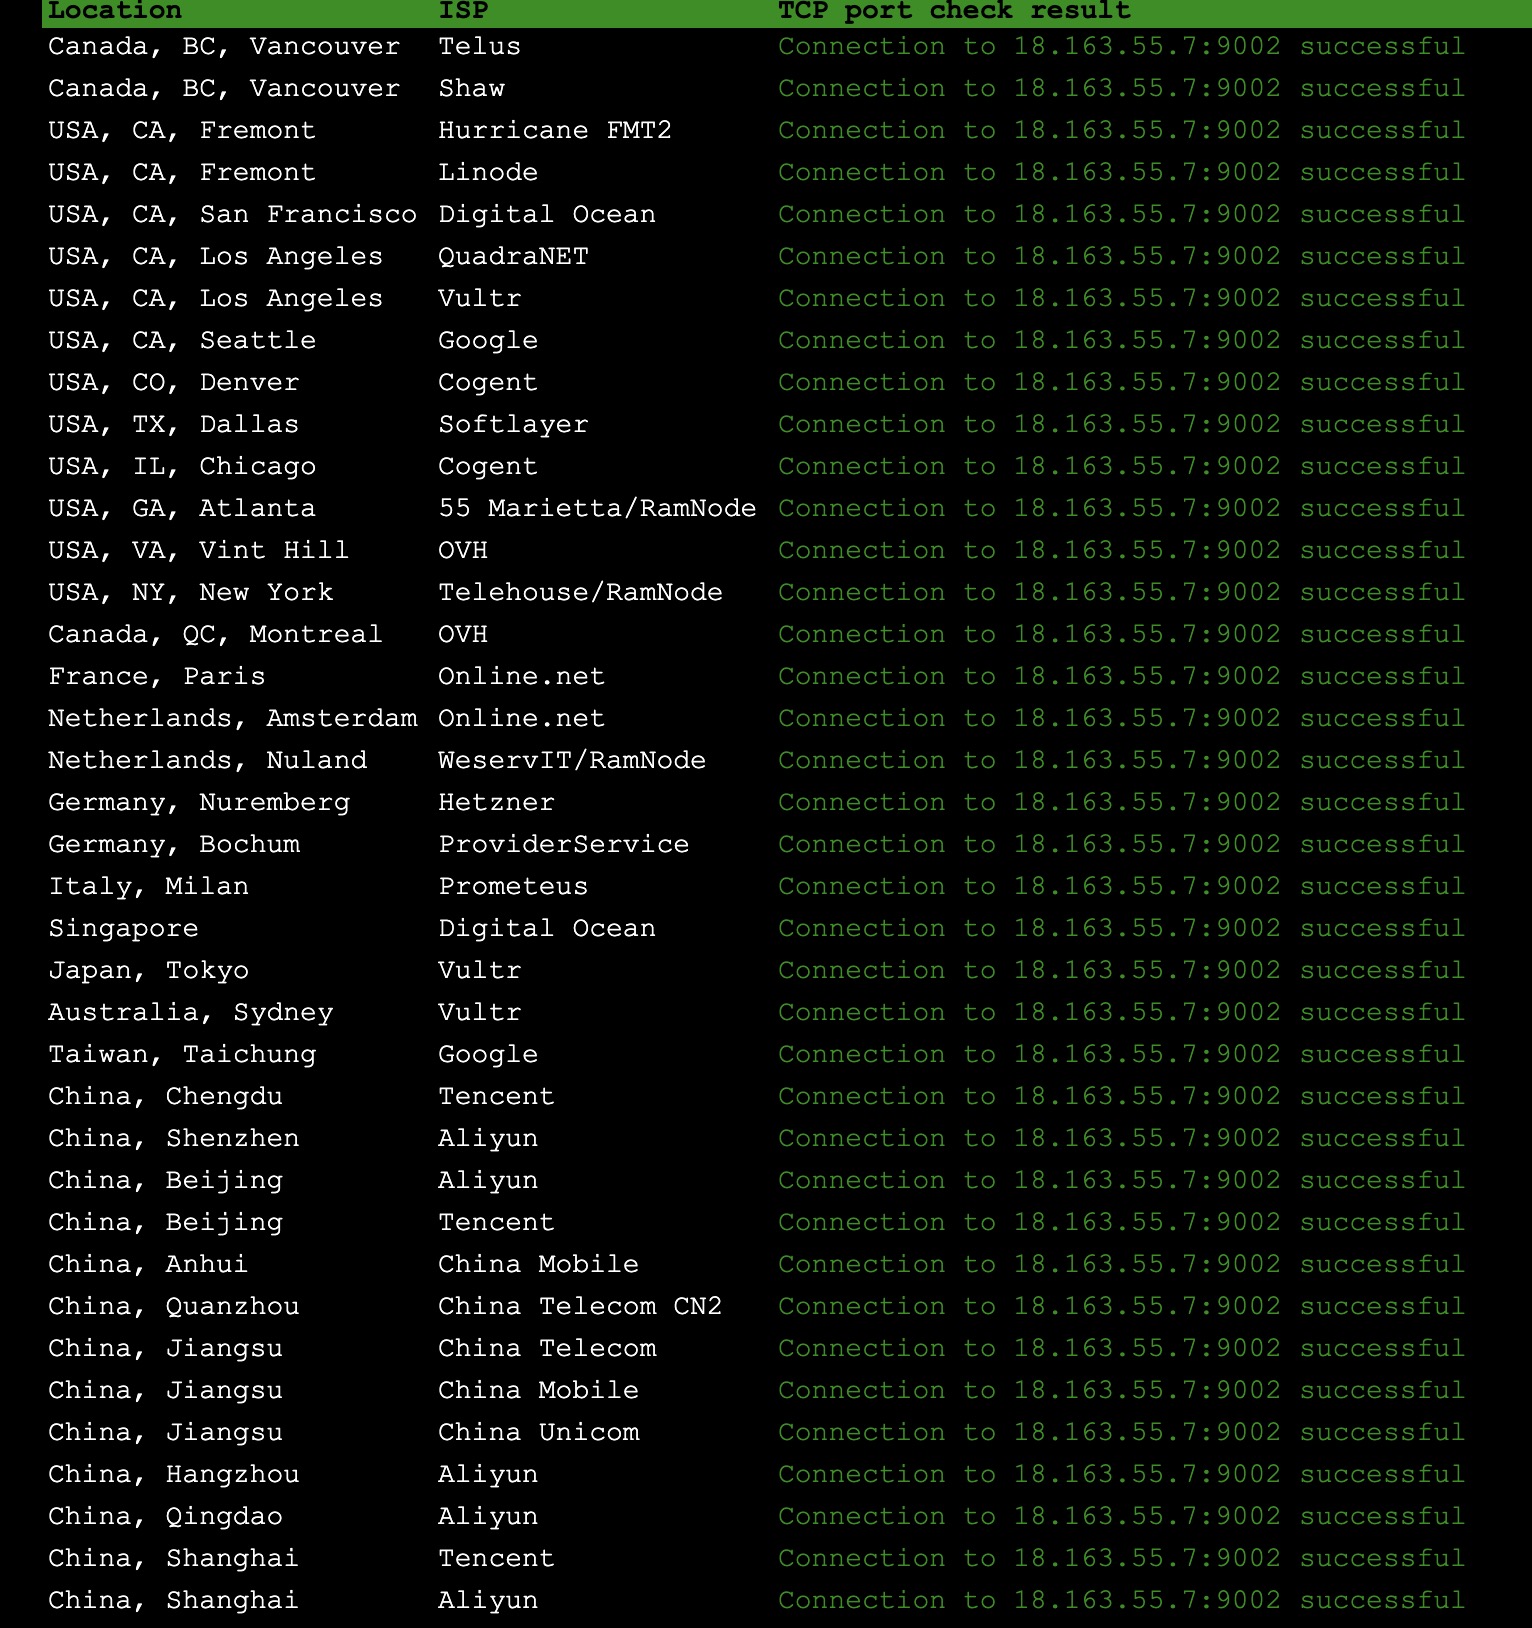 Location ISP TCP port check result
Canada, BC, Vancouver Telus Connection to 18.163.55.7:9002 successful
Canada, BC, Vancouver Shaw Connection to 18.163.55.7:9002 successful
USA, CA, Fremont Hurricane FMT2 Connection to 18.163.55.7:9002 successful
USA, CA, Fremont Linode Connection to 18.163.55.7:9002 successful
USA, CA, San Francisco Digital Ocean Connection to 18.163.55.7:9002 successful
USA, CA, Los Angeles QuadraNET Connection to 18.163.55.7:9002 successful
USA, CA, Los Angeles Vultr Connection to 18.163.55.7:9002 successful
USA, CA, Seattle Google Connection to 18.163.55.7:9002 successful
USA, CO, Denver Cogent Connection to 18.163.55.7:9002 successful
USA, TX, Dallas Softlayer Connection to 18.163.55.7:9002 successful
USA, IL, Chicago Cogent Connection to 18.163.55.7:9002 successful
USA, GA, Atlanta 55 Marietta/RamNode Connection to 18.163.55.7:9002 successful
USA, VA, Vint Hill OVH Connection to 18.163.55.7:9002 successful
USA, NY, New York Telehouse/RamNode Connection to 18.163.55.7:9002 successful
Canada, QC, Montreal OVH Connection to 18.163.55.7:9002 successful
France, Paris Online.net Connection to 18.163.55.7:9002 successful
Netherlands, Amsterdam Online.net Connection to 18.163.55.7:9002 successful
Netherlands, Nuland WeservIT/RamNode Connection to 18.163.55.7:9002 successful
Germany, Nuremberg Hetzner Connection to 18.163.55.7:9002 successful
Germany, Bochum ProviderService Connection to 18.163.55.7:9002 successful
Italy, Milan Prometeus Connection to 18.163.55.7:9002 successful
Singapore Digital Ocean Connection to 18.163.55.7:9002 successful
Japan, Tokyo Vultr Connection to 18.163.55.7:9002 successful
Australia, Sydney Vultr Connection to 18.163.55.7:9002 successful
Taiwan, Taichung Google Connection to 18.163.55.7:9002 successful
China, Chengdu Tencent Connection to 18.163.55.7:9002 successful
China, Shenzhen Aliyun Connection to 18.163.55.7:9002 successful
China, Beijing Aliyun Connection to 18.163.55.7:9002 successful
China, Beijing Tencent Connection to 18.163.55.7:9002 successful
China, Anhui China Mobile Connection to 18.163.55.7:9002 successful
China, Quanzhou China Telecom CN2 Connection to 18.163.55.7:9002 successful
China, Jiangsu China Telecom Connection to 18.163.55.7:9002 successful
China, Jiangsu China Mobile Connection to 18.163.55.7:9002 successful
China, Jiangsu China Unicom Connection to 18.163.55.7:9002 successful
China, Hangzhou Aliyun Connection to 18.163.55.7:9002 successful
China, Qingdao Aliyun Connection to 18.163.55.7:9002 successful
China, Shanghai Tencent Connection to 18.163.55.7:9002 successful
China, Shanghai Aliyun Connection to 18.163.55.7:9002 successful